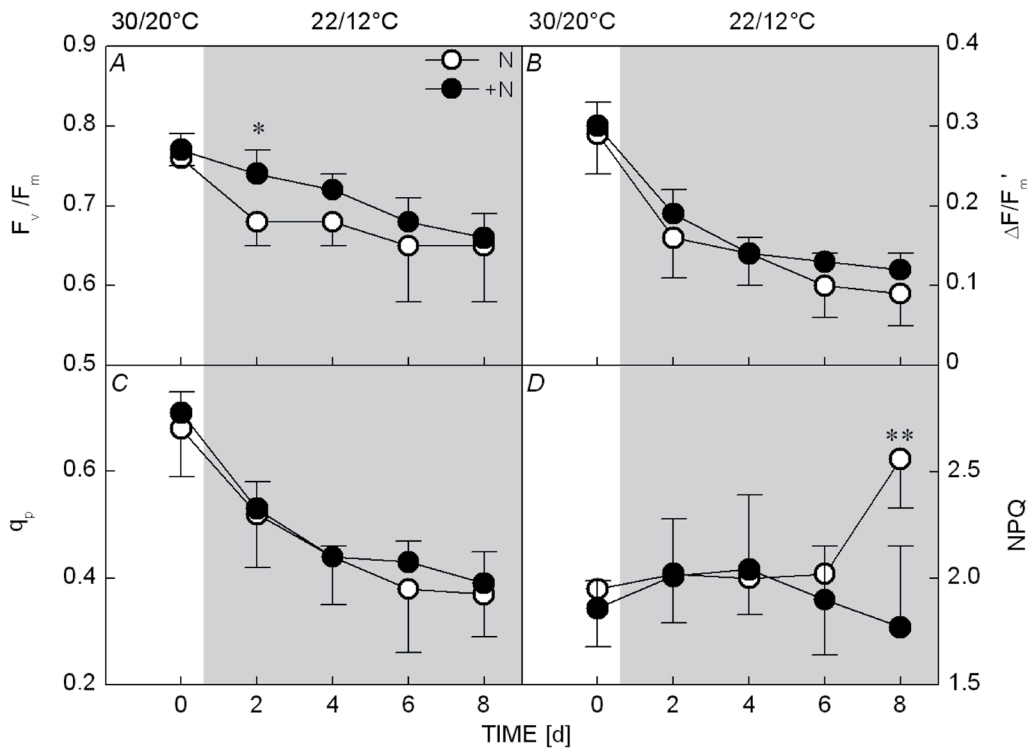 30/20°C 22/12°C 30/20°C 22/12°C
0.9 A N B 0.4
+N
0.8 * 0.3
Fv/Fm 0.7 0.2 ΔF/Fm'
0.6 0.1
0.5 0
C D
** 
0.6 2.5
qp NPQ
0.4 2.0
0.2 1.5
0 2 4 6 8 0 2 4 6 8
TIME [d]